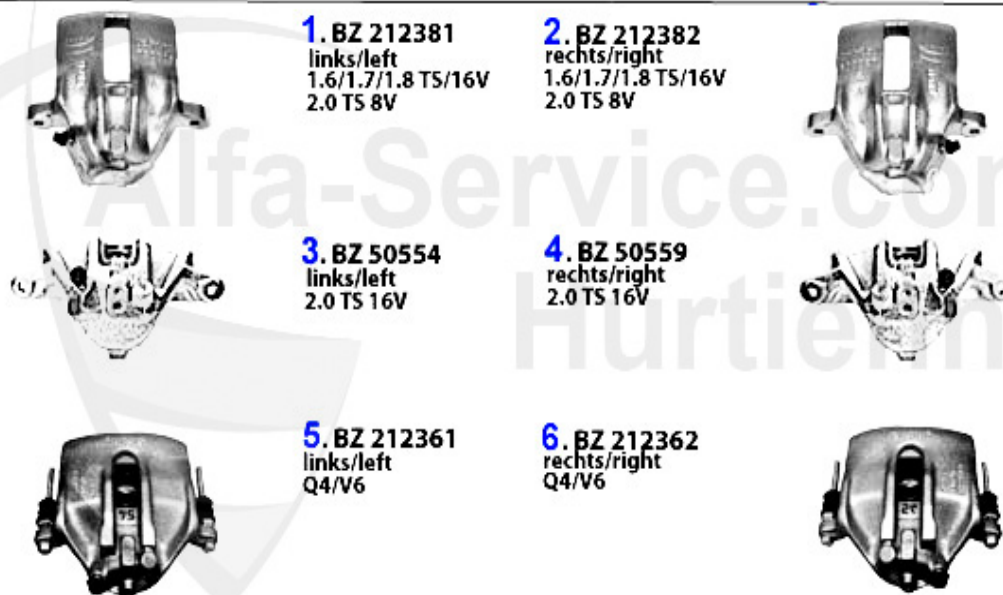 1. BZ 212381
links/left
1.6/1.7/1.8 TS/16V
2.0 TS 8V
2. BZ 212382
rechts/right
1.6/1.7/1.8 TS/16V
2.0 TS 8V
Alfa-Service.com
3. BZ 50554
links/left
2.0 TS 16V
4. BZ 50559
rechts/right
2.0 TS 16V
5. BZ 212361
links/left
Q4/V6
6. BZ 212362
rechts/right
Q4/V6